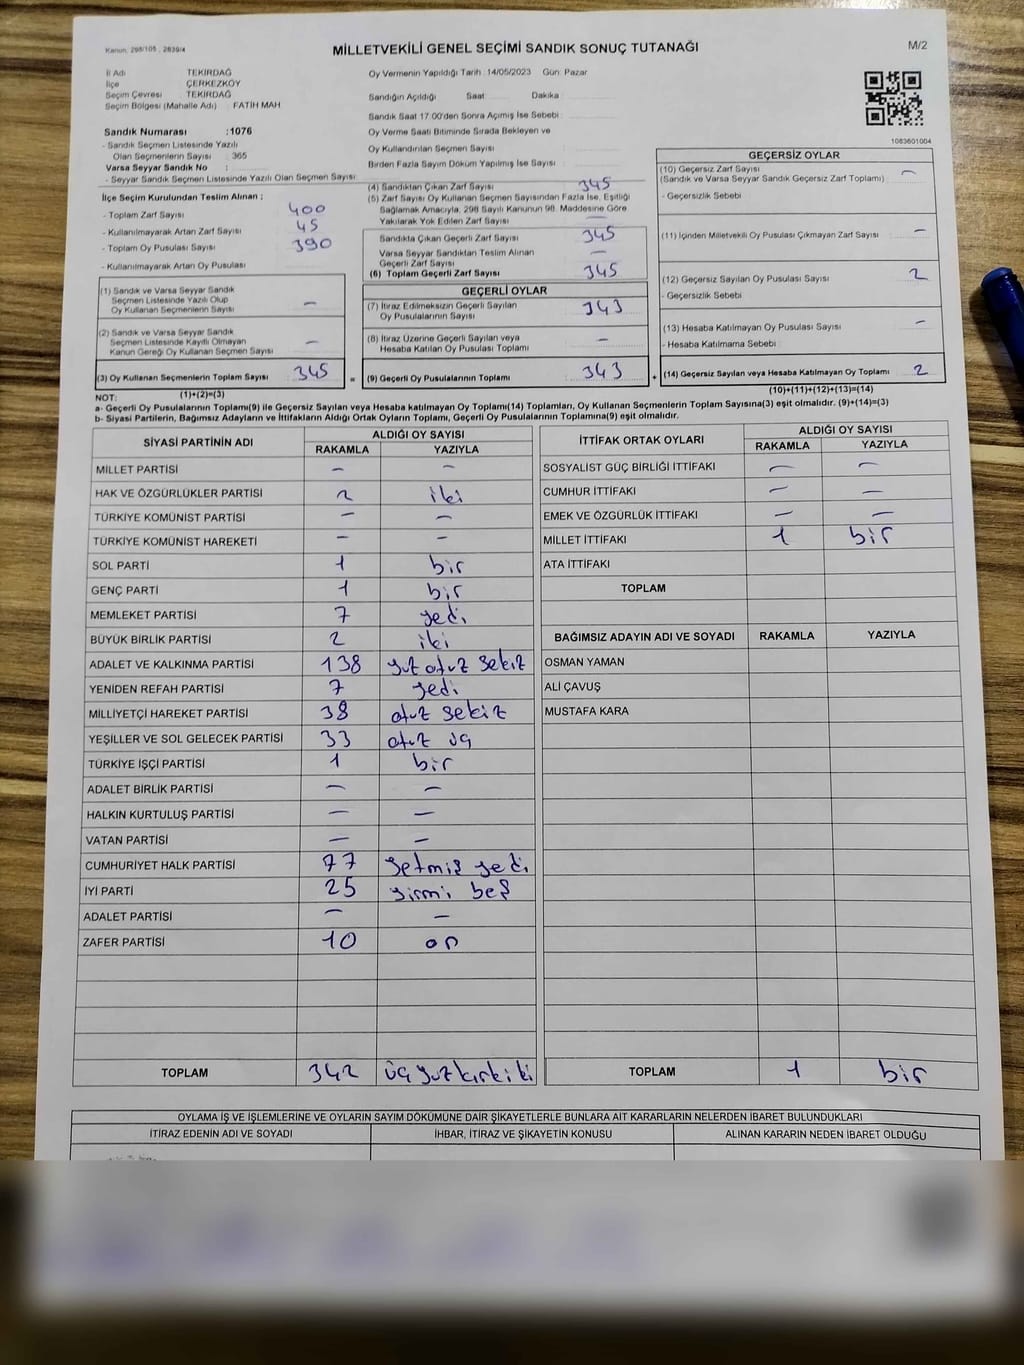 Kanun, 298/105 , 2839/4
MİLLETVEKİLİ GENEL SEÇİMİ SANDIK SONUÇ TUTANAĞI
M/2
İl Adı TEKİRDAĞ
İlçe ÇERKEZKÖY
Seçim Çevresi TEKİRDAĞ
Seçim Bölgesi (Mahalle Adı) : FATİH MAH
Oy Vermenin Yapıldığı Tarih : 14/05/2023 Gün: Pazar
Sandığın Açıldığı Saat Dakika
Sandık Saat 17:00'den Sonra Açımış İse Sebebi :
Oy Verme Saati Bitiminde Sırada Bekleyen ve
Oy Kullandırılan Seçmen Sayısı
Birden Fazla Sayım Döküm Yapılmış İse Sayısı
Sandık Numarası :1076
- Sandık Seçmen Listesinde Yazılı
Olan Seçmenlerin Sayısı : 365
Varsa Seyyar Sandık No :
- Seyyar Sandık Seçmen Listesinde Yazılı Olan Seçmen Sayısı
İlçe Seçim Kurulundan Teslim Alınan ;
- Toplam Zarf Sayısı 400
- Kullanılmayarak Artan Zarf Sayısı 45
- Toplam Oy Pusulası Sayısı 390
- Kullanılmayarak Artan Oy Pusulası
(1) Sandık ve Varsa Seyyar Sandık
Seçmen Listesinde Yazılı Olup
Oy Kullanan Seçmenlerin Sayısı –
(2) Sandık ve Varsa Seyyar Sandık
Seçmen Listesinde Kayıtlı Olmayan
Kanun Gereği Oy Kullanan Seçmen Sayısı –
(3) Oy Kullanan Seçmenlerin Toplam Sayısı 345
(1)+(2)=(3)
(4) Sandıktan Çıkan Zarf Sayısı 345
(5) Zarf Sayısı Oy Kullanan Seçmen Sayısından Fazla İse, Eşitliği
Sağlamak Amacıyla, 298 Sayılı Kanunun 98. Maddesine Göre
Yakılarak Yok Edilen Zarf Sayısı –
Sandıkta Çıkan Geçerli Zarf Sayısı 345
Varsa Seyyar Sandıktan Teslim Alınan
Geçerli Zarf Sayısı –
(6) Toplam Geçerli Zarf Sayısı 345
GEÇERLİ OYLAR
(7) İtiraz Edilmeksizin Geçerli Sayılan
Oy Pusulalarının Sayısı 343
(8) İtiraz Üzerine Geçerli Sayılan veya
Hesaba Katılan Oy Pusulası Toplamı –
= (9) Geçerli Oy Pusulalarının Toplamı 343 +
1083601004
GEÇERSİZ OYLAR
(10) Geçersiz Zarf Sayısı –
(Sandık ve Varsa Seyyar Sandık Geçersiz Zarf Toplamı)
- Geçersizlik Sebebi
(11) İçinden Milletvekili Oy Pusulası Çıkmayan Zarf Sayısı –
(12) Geçersiz Sayılan Oy Pusulası Sayısı 2
- Geçersizlik Sebebi
(13) Hesaba Katılmayan Oy Pusulası Sayısı –
- Hesaba Katılmama Sebebi
(14) Geçersiz Sayılan veya Hesaba Katılmayan Oy Toplamı 2
(10)+(11)+(12)+(13)=(14)
NOT:
a- Geçerli Oy Pusulalarının Toplamı(9) ile Geçersiz Sayılan veya Hesaba katılmayan Oy Toplamı(14) Toplamları, Oy Kullanan Seçmenlerin Toplam Sayısına(3) eşit olmalıdır. (9)+(14)=(3)
b- Siyasi Partilerin, Bağımsız Adayların ve İttifakların Aldığı Ortak Oyların Toplamı, Geçerli Oy Pusulalarının Toplamına(9) eşit olmalıdır.
SİYASİ PARTİNİN ADI ALDIĞI OY SAYISI
RAKAMLA YAZIYLA
MİLLET PARTİSİ – –
HAK VE ÖZGÜRLÜKLER PARTİSİ 2 iki
TÜRKİYE KOMÜNİST PARTİSİ – –
TÜRKİYE KOMÜNİST HAREKETİ – –
SOL PARTİ 1 bir
GENÇ PARTİ 1 bir
MEMLEKET PARTİSİ 7 yedi
BÜYÜK BİRLİK PARTİSİ 2 iki
ADALET VE KALKINMA PARTİSİ 138 yuz otuz sekiz
YENİDEN REFAH PARTİSİ 7 yedi
MİLLİYETÇİ HAREKET PARTİSİ 38 otuz sekiz
YEŞİLLER VE SOL GELECEK PARTİSİ 33 otuz üç
TÜRKİYE İŞÇİ PARTİSİ 1 bir
ADALET BİRLİK PARTİSİ – –
HALKIN KURTULUŞ PARTİSİ – –
VATAN PARTİSİ – –
CUMHURİYET HALK PARTİSİ 77 yetmiş yedi
İYİ PARTİ 25 yirmi beş
ADALET PARTİSİ – –
ZAFER PARTİSİ 10 on
TOPLAM 342 üç yuz kırk iki
İTTİFAK ORTAK OYLARI ALDIĞI OY SAYISI
RAKAMLA YAZIYLA
SOSYALİST GÜÇ BİRLİĞİ İTTİFAKI – –
CUMHUR İTTİFAKI – –
EMEK VE ÖZGÜRLÜK İTTİFAKI – –
MİLLET İTTİFAKI 1 bir
ATA İTTİFAKI
TOPLAM
BAĞIMSIZ ADAYIN ADI VE SOYADI RAKAMLA YAZIYLA
OSMAN YAMAN
ALİ ÇAVUŞ
MUSTAFA KARA
TOPLAM 1 bir
OYLAMA İŞ VE İŞLEMLERİNE VE OYLARIN SAYIM DÖKÜMÜNE DAİR ŞİKAYETLERLE BUNLARA AİT KARARLARIN NELERDEN İBARET BULUNDUKLARI
İTİRAZ EDENİN ADI VE SOYADI İHBAR, İTİRAZ VE ŞİKAYETİN KONUSU ALINAN KARARIN NEDEN İBARET OLDUĞU